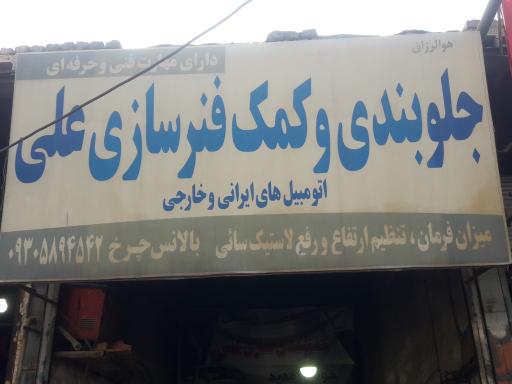 هوالرزاق
دارای مهارت فنی وحرفه ای
جلوبندی وکمک فنرسازی علی
اتومبیل های ایرانی وخارجی
میزان فرمان ، تنظیم ارتفاع و رفع لاستیک سائی بالانس چرخ ۰۹۳۰۵۸۹۴۵۴۲